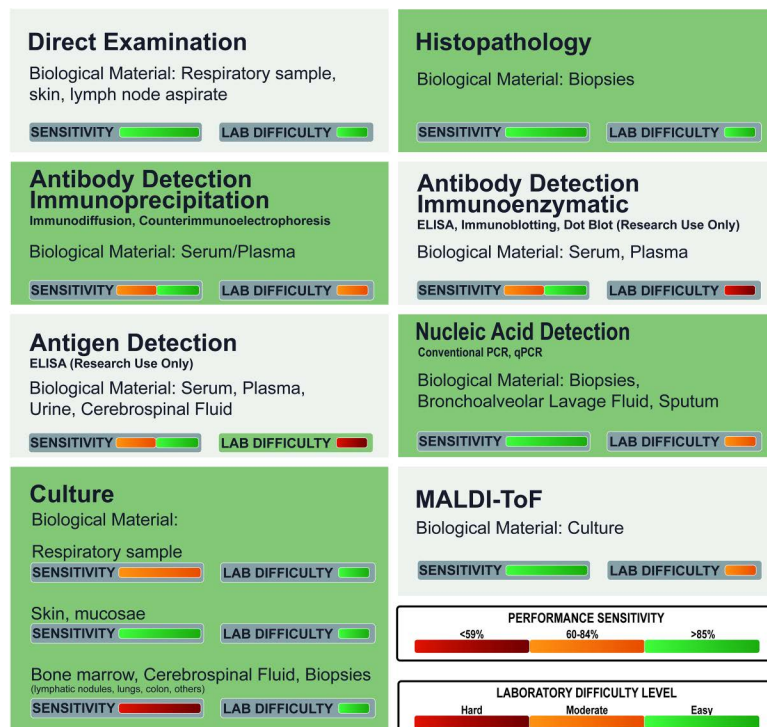 Direct Examination
Biological Material: Respiratory sample,
skin, lymph node aspirate
SENSITIVITY LAB DIFFICULTY
Histopathology
Biological Material: Biopsies
SENSITIVITY LAB DIFFICULTY
Antibody Detection
Immunoprecipitation
Immunodiffusion, Counterimmunoelectrophoresis
Biological Material: Serum/Plasma
SENSITIVITY LAB DIFFICULTY
Antibody Detection
Immunoenzymatic
ELISA, Immunoblotting, Dot Blot (Research Use Only)
Biological Material: Serum, Plasma
SENSITIVITY LAB DIFFICULTY
Antigen Detection
ELISA (Research Use Only)
Biological Material: Serum, Plasma,
Urine, Cerebrospinal Fluid
SENSITIVITY LAB DIFFICULTY
Nucleic Acid Detection
Conventional PCR, qPCR
Biological Material: Biopsies,
Bronchoalveolar Lavage Fluid, Sputum
SENSITIVITY LAB DIFFICULTY
Culture
Biological Material:
Respiratory sample
SENSITIVITY LAB DIFFICULTY
Skin, mucosae
SENSITIVITY LAB DIFFICULTY
Bone marrow, Cerebrospinal Fluid, Biopsies
(lymphatic nodules, lungs, colon, others)
SENSITIVITY LAB DIFFICULTY
MALDI-ToF
Biological Material: Culture
SENSITIVITY LAB DIFFICULTY
PERFORMANCE SENSITIVITY
<59% 60-84% >85%
LABORATORY DIFFICULTY LEVEL
Hard Moderate Easy